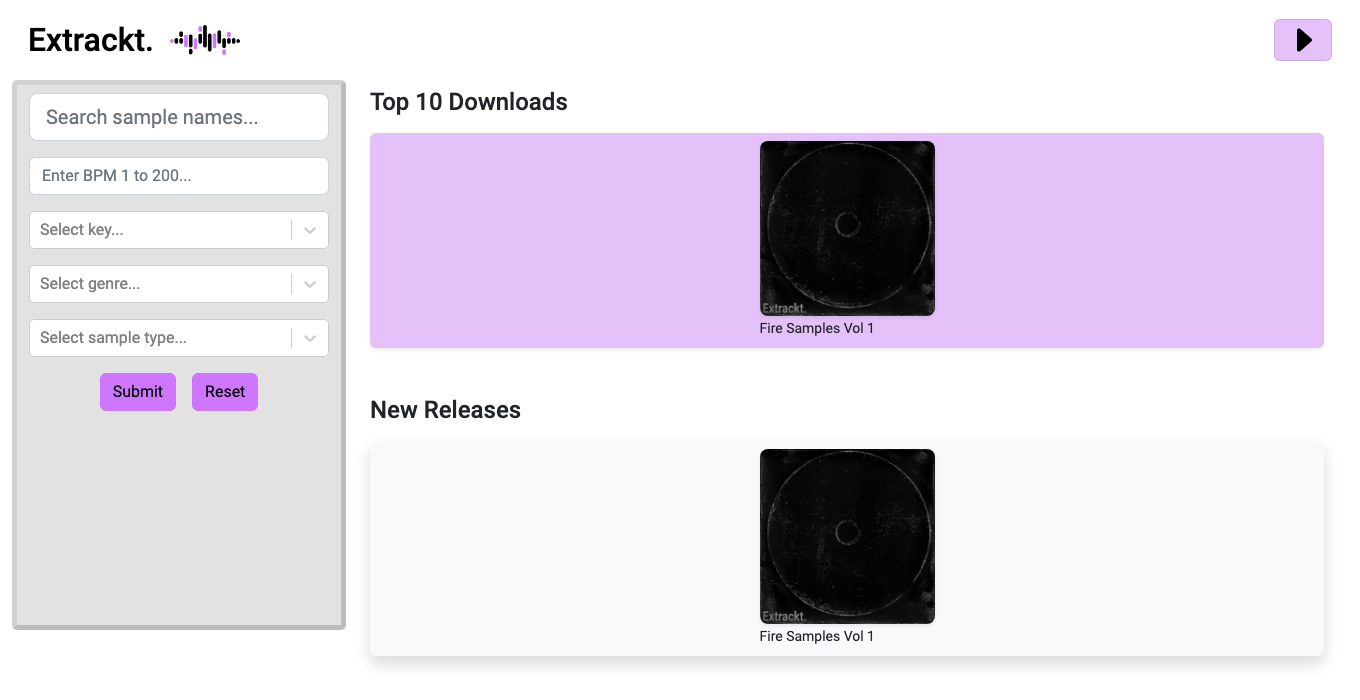 Extrackt.
Search sample names...
Enter BPM 1 to 200...
Select key...
Select genre...
Select sample type...
Submit
Reset
Top 10 Downloads
Extrackt.
Fire Samples Vol 1
New Releases
Extrackt.
Fire Samples Vol 1